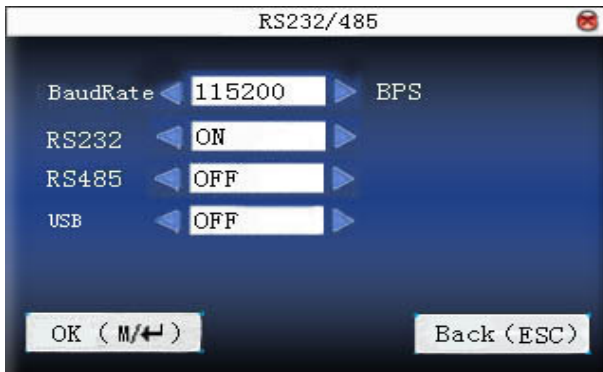 RS232/485
BaudRate 115200 BPS
RS232 ON
RS485 OFF
USB OFF
OK (M/↵) Back(ESC)